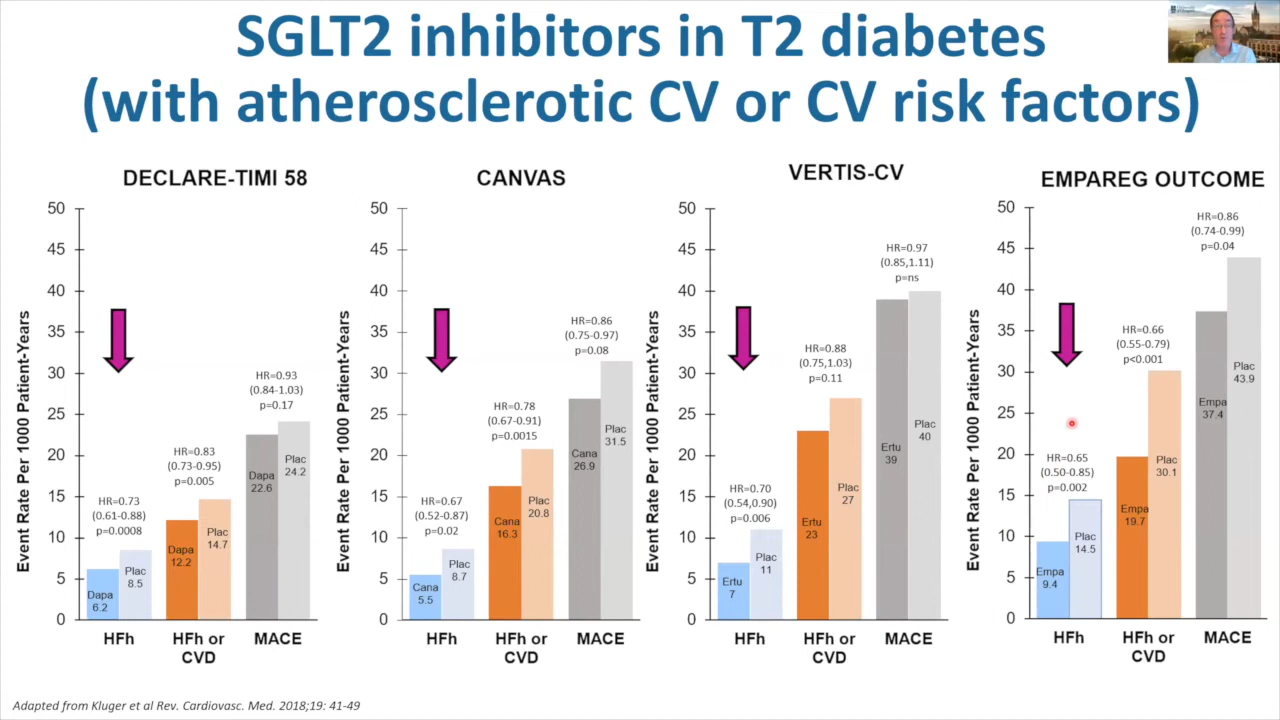 SGLT2 inhibitors in T2 diabetes
(with atherosclerotic CV or CV risk factors)
DECLARE-TIMI 58
Event Rate Per 1000 Patient-Years
50
45
40
35
30
25
20
15
10
5
0
HR=0.73
(0.61-0.88)
p=0.0008
Dapa
6.2
Plac
8.5
HR=0.83
(0.73-0.95)
p=0.005
Dapa
12.2
Plac
14.7
HR=0.93
(0.84-1.03)
p=0.17
Dapa
22.6
Plac
24.2
HFh
HFh or
CVD
MACE
CANVAS
Event Rate Per 1000 Patient-Years
50
45
40
35
30
25
20
15
10
5
0
HR=0.67
(0.52-0.87)
p=0.02
Cana
5.5
Plac
8.7
HR=0.78
(0.67-0.91)
p=0.0015
Cana
16.3
Plac
20.8
HR=0.86
(0.75-0.97)
p=0.08
Cana
26.9
Plac
31.5
HFh
HFh or
CVD
MACE
VERTIS-CV
Event Rate Per 1000 Patient-Years
50
45
40
35
30
25
20
15
10
5
0
HR=0.70
(0.54,0.90)
p=0.006
Ertu
7
Plac
11
HR=0.88
(0.75,1.03)
p=0.11
Ertu
23
Plac
27
HR=0.97
(0.85,1.11)
p=ns
Ertu
39
Plac
40
HFh
HFh or
CVD
MACE
EMPAREG OUTCOME
Event Rate Per 1000 Patient-Years
50
45
40
35
30
25
20
15
10
5
0
HR=0.65
(0.50-0.85)
p=0.002
Empa
9.4
Plac
14.5
HR=0.66
(0.55-0.79)
p<0.001
Empa
19.7
Plac
30.1
HR=0.86
(0.74-0.99)
p=0.04
Empa
37.4
Plac
43.9
HFh
HFh or
CVD
MACE
Adapted from Kluger et al Rev. Cardiovasc. Med. 2018;19: 41-49